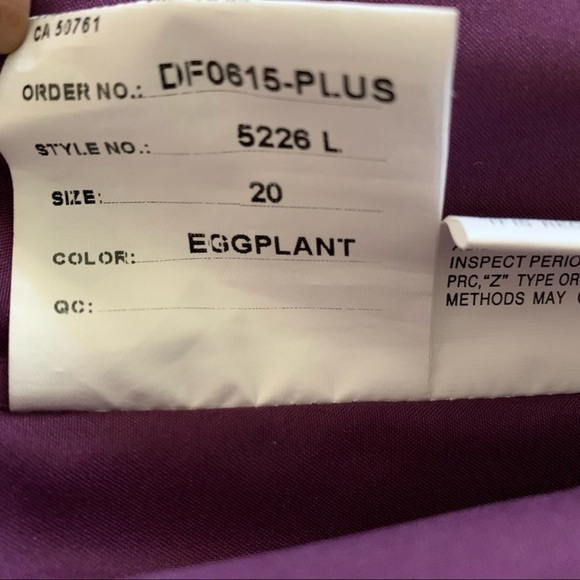 CA 50761
ORDER NO.: DF0615-PLUS
STYLE NO.: 5226 L
SIZE: 20
COLOR: EGGPLANT
QC:
INSPECT PERIO
PRC,"Z" TYPE OR
METHODS MAY